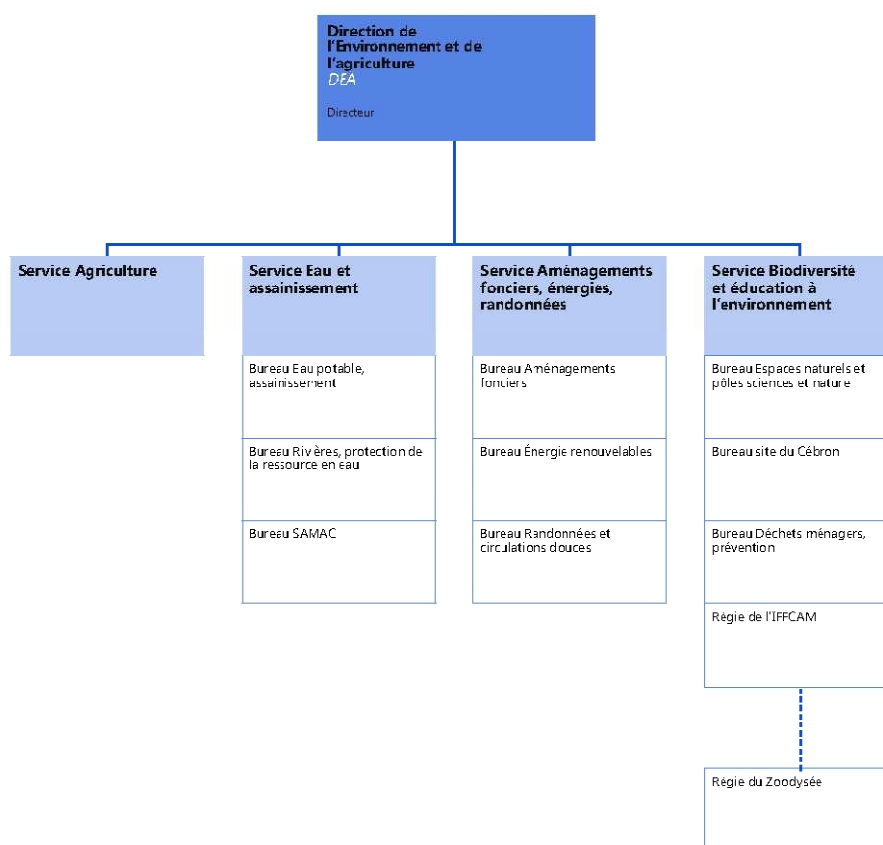 Direction de
l'Environnement et de
l'agriculture
DEA
Directeur
Service Agriculture
Service Eau et
assainissement
Bureau Eau potable,
assainissement
Bureau Rivières, protection de
la ressource en eau
Bureau SAMAC
Service Aménagements
fonciers, énergies,
randonnées
Bureau Aménagements
fonciers
Bureau Énergie renouvelables
Bureau Randonnées et
circulations douces
Service Biodiversité
et éducation à
l'environnement
Bureau Espaces naturels et
pôles sciences et nature
Bureau site du Cébron
Bureau Déchets ménagers,
prévention
Régie de l'IFFCAM
Régie du Zoodysée